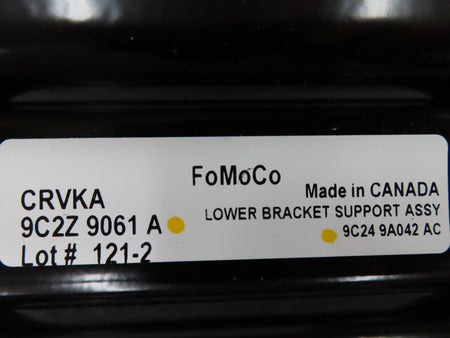 FoMoCo
CRVKA
Made in CANADA
9C2Z 9061 A
LOWER BRACKET SUPPORT ASSY
9C24 9A042 AC
Lot # 121-2